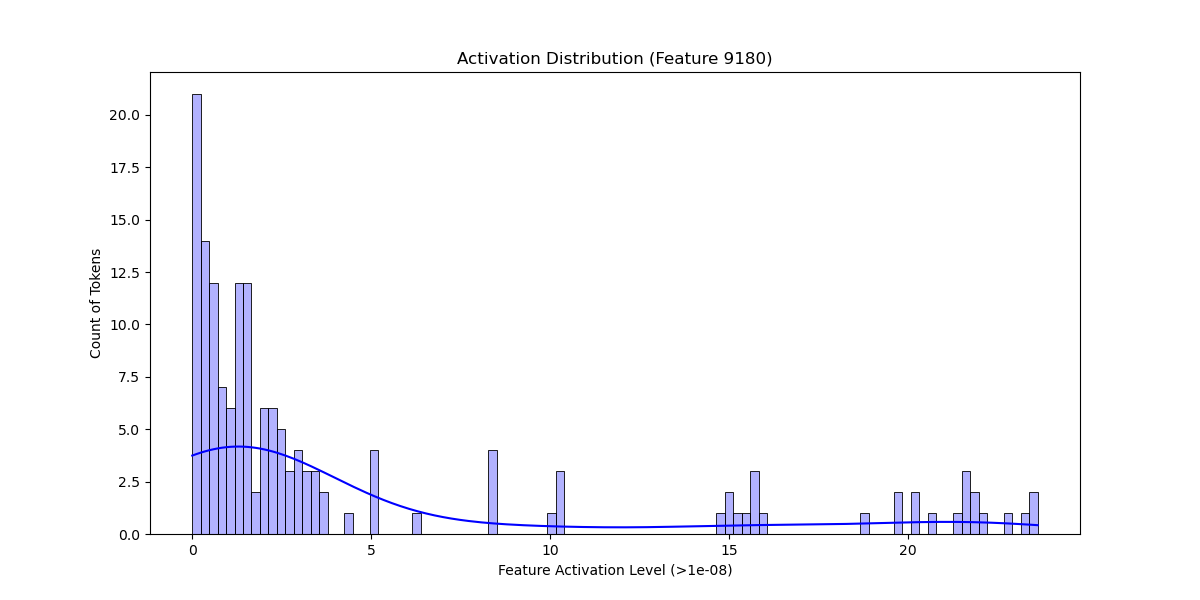 Activation Distribution (Feature 9180)
20.0
17.5
15.0
12.5
10.0
7.5
5.0
2.5
0.0
Count of Tokens
0 5 10 15 20
Feature Activation Level (>1e-08)